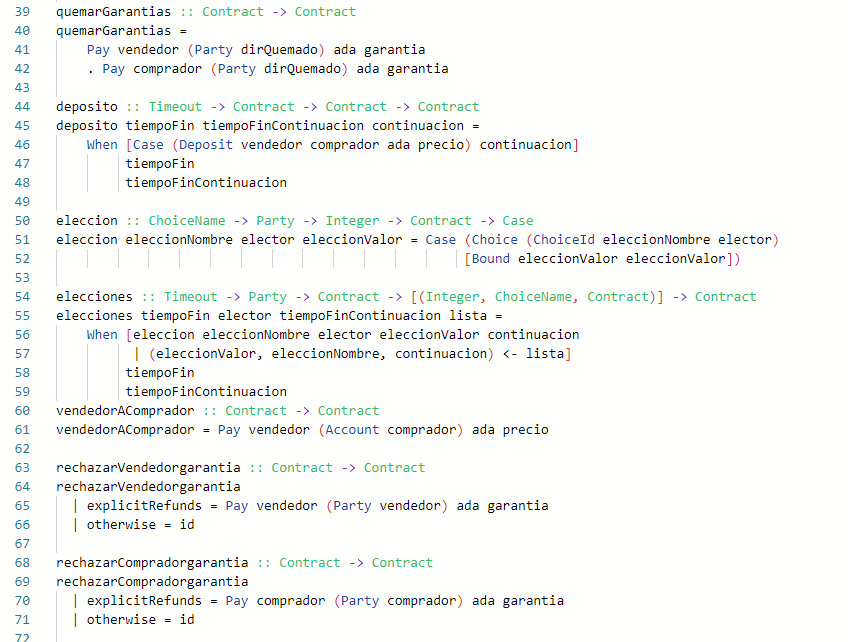 39 quemarGarantias :: Contract -> Contract
40 quemarGarantias =
41     Pay vendedor (Party dirQuemado) ada garantia
42     . Pay comprador (Party dirQuemado) ada garantia
43
44 deposito :: Timeout -> Contract -> Contract -> Contract
45 deposito tiempoFin tiempoFinContinuacion continuacion =
46     When [Case (Deposit vendedor comprador ada precio) continuacion]
47          tiempoFin
48          tiempoFinContinuacion
49
50 eleccion :: ChoiceName -> Party -> Integer -> Contract -> Case
51 eleccion eleccionNombre elector eleccionValor = Case (Choice (ChoiceId eleccionNombre elector)
52                                                      [Bound eleccionValor eleccionValor])
53
54 elecciones :: Timeout -> Party -> Contract -> [(Integer, ChoiceName, Contract)] -> Contract
55 elecciones tiempoFin elector tiempoFinContinuacion lista =
56     When [eleccion eleccionNombre elector eleccionValor continuacion
57           | (eleccionValor, eleccionNombre, continuacion) <- lista]
58          tiempoFin
59          tiempoFinContinuacion
60 vendedorAComprador :: Contract -> Contract
61 vendedorAComprador = Pay vendedor (Account comprador) ada precio
62
63 rechazarVendedorgarantia :: Contract -> Contract
64 rechazarVendedorgarantia
65   | explicitRefunds = Pay vendedor (Party vendedor) ada garantia
66   | otherwise = id
67
68 rechazarCompradorgarantia :: Contract -> Contract
69 rechazarCompradorgarantia
70   | explicitRefunds = Pay comprador (Party comprador) ada garantia
71   | otherwise = id
72